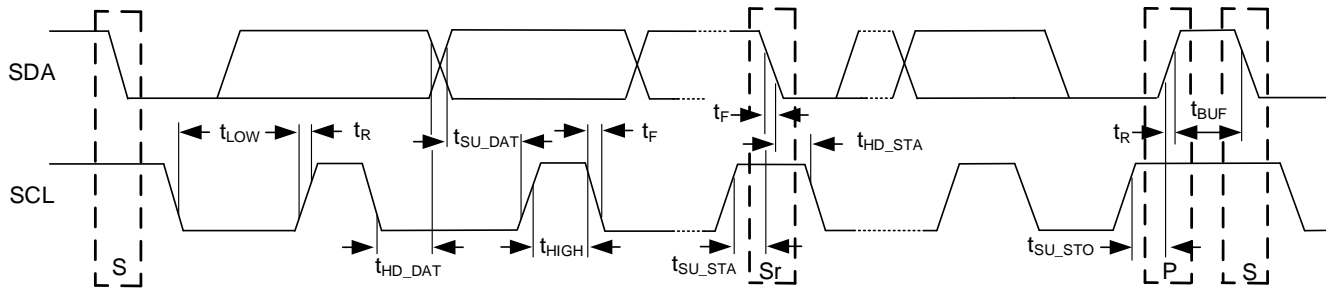 SDA
t_LOW
t_R
t_SU_DAT
t_F
t_F
t_HD_STA
t_R
t_BUF
SCL
t_HD_DAT
t_HIGH
t_SU_STA
t_SU_STO
S
Sr
P
S